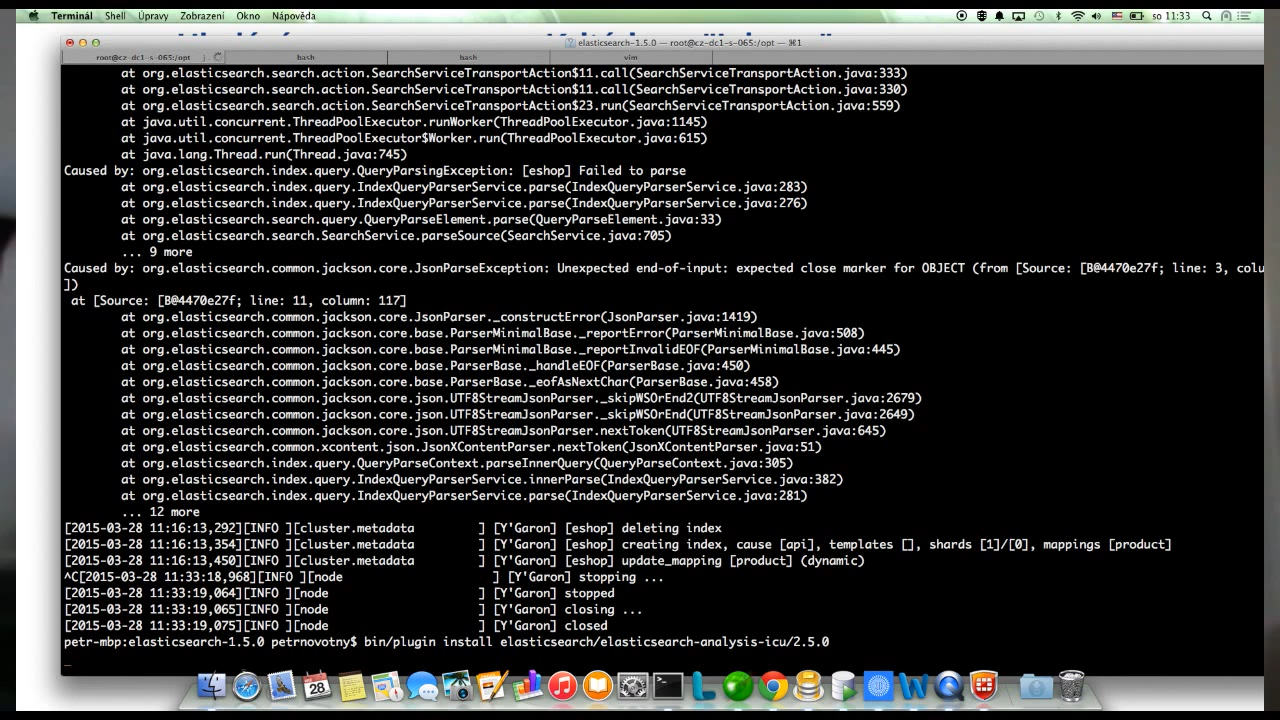 Terminál Shell Úpravy Zobrazení Okno Nápověda so 11:33
elasticsearch-1.5.0 — root@cz-dc1-s-065:/opt — ⌘1
root@cz-dc1-s-065:/opt bash bash vim
at org.elasticsearch.search.action.SearchServiceTransportAction$11.call(SearchServiceTransportAction.java:333)
at org.elasticsearch.search.action.SearchServiceTransportAction$11.call(SearchServiceTransportAction.java:330)
at org.elasticsearch.search.action.SearchServiceTransportAction$23.run(SearchServiceTransportAction.java:559)
at java.util.concurrent.ThreadPoolExecutor.runWorker(ThreadPoolExecutor.java:1145)
at java.util.concurrent.ThreadPoolExecutor$Worker.run(ThreadPoolExecutor.java:615)
at java.lang.Thread.run(Thread.java:745)
Caused by: org.elasticsearch.index.query.QueryParsingException: [eshop] Failed to parse
at org.elasticsearch.index.query.IndexQueryParserService.parse(IndexQueryParserService.java:283)
at org.elasticsearch.index.query.IndexQueryParserService.parse(IndexQueryParserService.java:276)
at org.elasticsearch.search.query.QueryParseElement.parse(QueryParseElement.java:33)
at org.elasticsearch.search.SearchService.parseSource(SearchService.java:705)
... 9 more
Caused by: org.elasticsearch.common.jackson.core.JsonParseException: Unexpected end-of-input: expected close marker for OBJECT (from [Source: [B@4470e27f; line: 3, colu
])
at [Source: [B@4470e27f; line: 11, column: 117]
at org.elasticsearch.common.jackson.core.JsonParser._constructError(JsonParser.java:1419)
at org.elasticsearch.common.jackson.core.base.ParserMinimalBase._reportError(ParserMinimalBase.java:508)
at org.elasticsearch.common.jackson.core.base.ParserMinimalBase._reportInvalidEOF(ParserMinimalBase.java:445)
at org.elasticsearch.common.jackson.core.base.ParserBase._handleEOF(ParserBase.java:450)
at org.elasticsearch.common.jackson.core.base.ParserBase._eofAsNextChar(ParserBase.java:458)
at org.elasticsearch.common.jackson.core.json.UTF8StreamJsonParser._skipWSOrEnd2(UTF8StreamJsonParser.java:2679)
at org.elasticsearch.common.jackson.core.json.UTF8StreamJsonParser._skipWSOrEnd(UTF8StreamJsonParser.java:2649)
at org.elasticsearch.common.jackson.core.json.UTF8StreamJsonParser.nextToken(UTF8StreamJsonParser.java:645)
at org.elasticsearch.common.xcontent.json.JsonXContentParser.nextToken(JsonXContentParser.java:51)
at org.elasticsearch.index.query.QueryParseContext.parseInnerQuery(QueryParseContext.java:305)
at org.elasticsearch.index.query.IndexQueryParserService.innerParse(IndexQueryParserService.java:382)
at org.elasticsearch.index.query.IndexQueryParserService.parse(IndexQueryParserService.java:281)
... 12 more
[2015-03-28 11:16:13,292][INFO ][cluster.metadata ] [Y'Garon] [eshop] deleting index
[2015-03-28 11:16:13,354][INFO ][cluster.metadata ] [Y'Garon] [eshop] creating index, cause [api], templates [], shards [1]/[0], mappings [product]
[2015-03-28 11:16:13,450][INFO ][cluster.metadata ] [Y'Garon] [eshop] update_mapping [product] (dynamic)
^C[2015-03-28 11:33:18,968][INFO ][node ] [Y'Garon] stopping ...
[2015-03-28 11:33:19,064][INFO ][node ] [Y'Garon] stopped
[2015-03-28 11:33:19,065][INFO ][node ] [Y'Garon] closing ...
[2015-03-28 11:33:19,075][INFO ][node ] [Y'Garon] closed
petr-mbp:elasticsearch-1.5.0 petrnovotny$ bin/plugin install elasticsearch/elasticsearch-analysis-icu/2.5.0
28